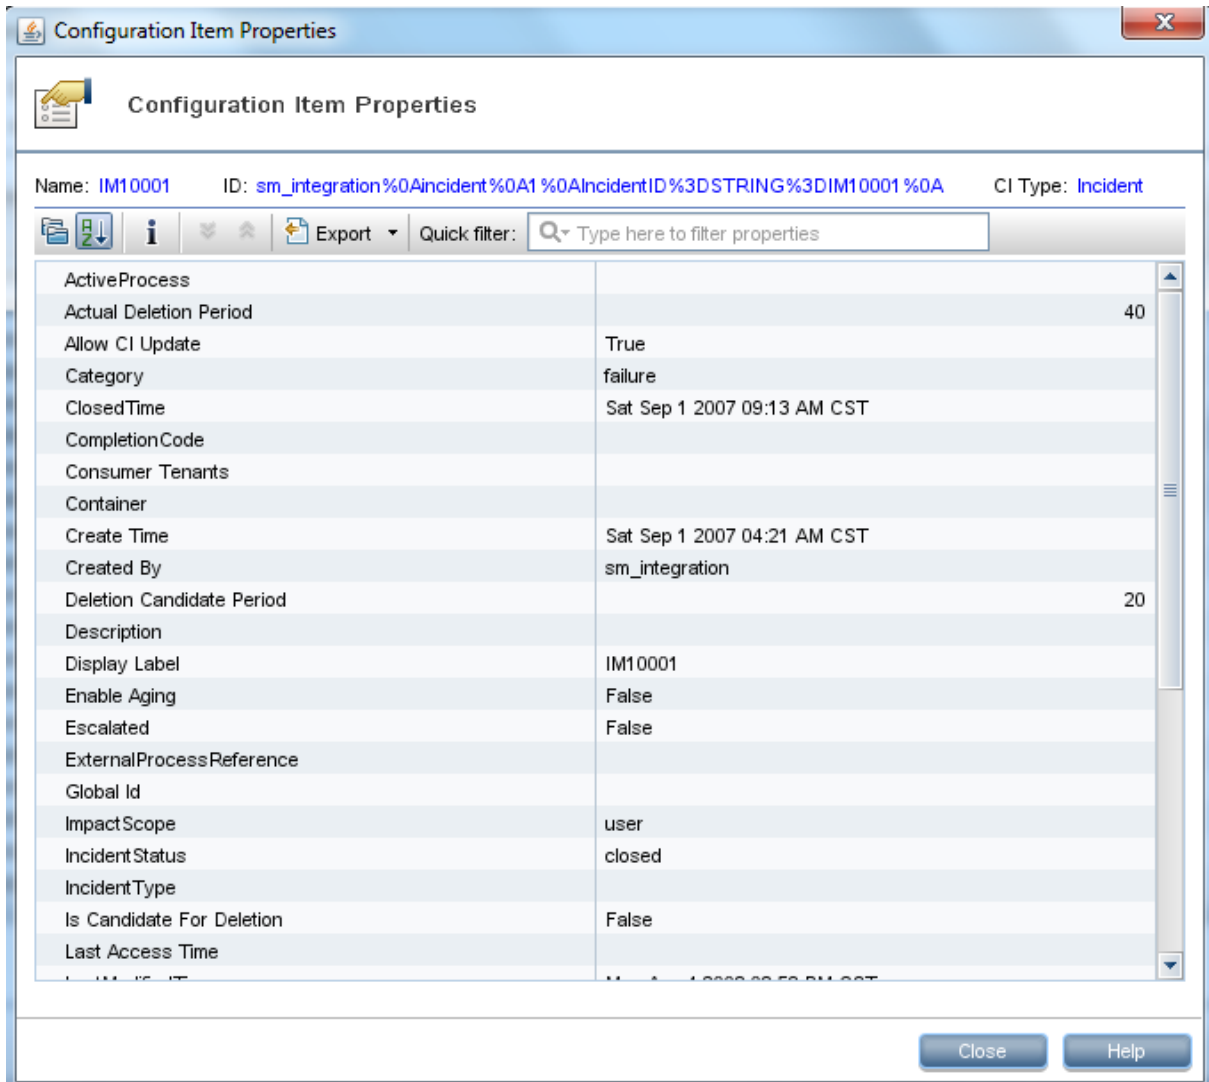 Configuration Item Properties
Configuration Item Properties
Name: IM10001 ID: sm_integration%0Aincident%0A1%0AIncidentID%3DSTRING%3DIM10001%0A CI Type: Incident
Export Quick filter: Type here to filter properties
ActiveProcess
Actual Deletion Period 40
Allow CI Update True
Category failure
ClosedTime Sat Sep 1 2007 09:13 AM CST
CompletionCode
Consumer Tenants
Container
Create Time Sat Sep 1 2007 04:21 AM CST
Created By sm_integration
Deletion Candidate Period 20
Description
Display Label IM10001
Enable Aging False
Escalated False
ExternalProcessReference
Global Id
ImpactScope user
IncidentStatus closed
IncidentType
Is Candidate For Deletion False
Last Access Time
Close Help